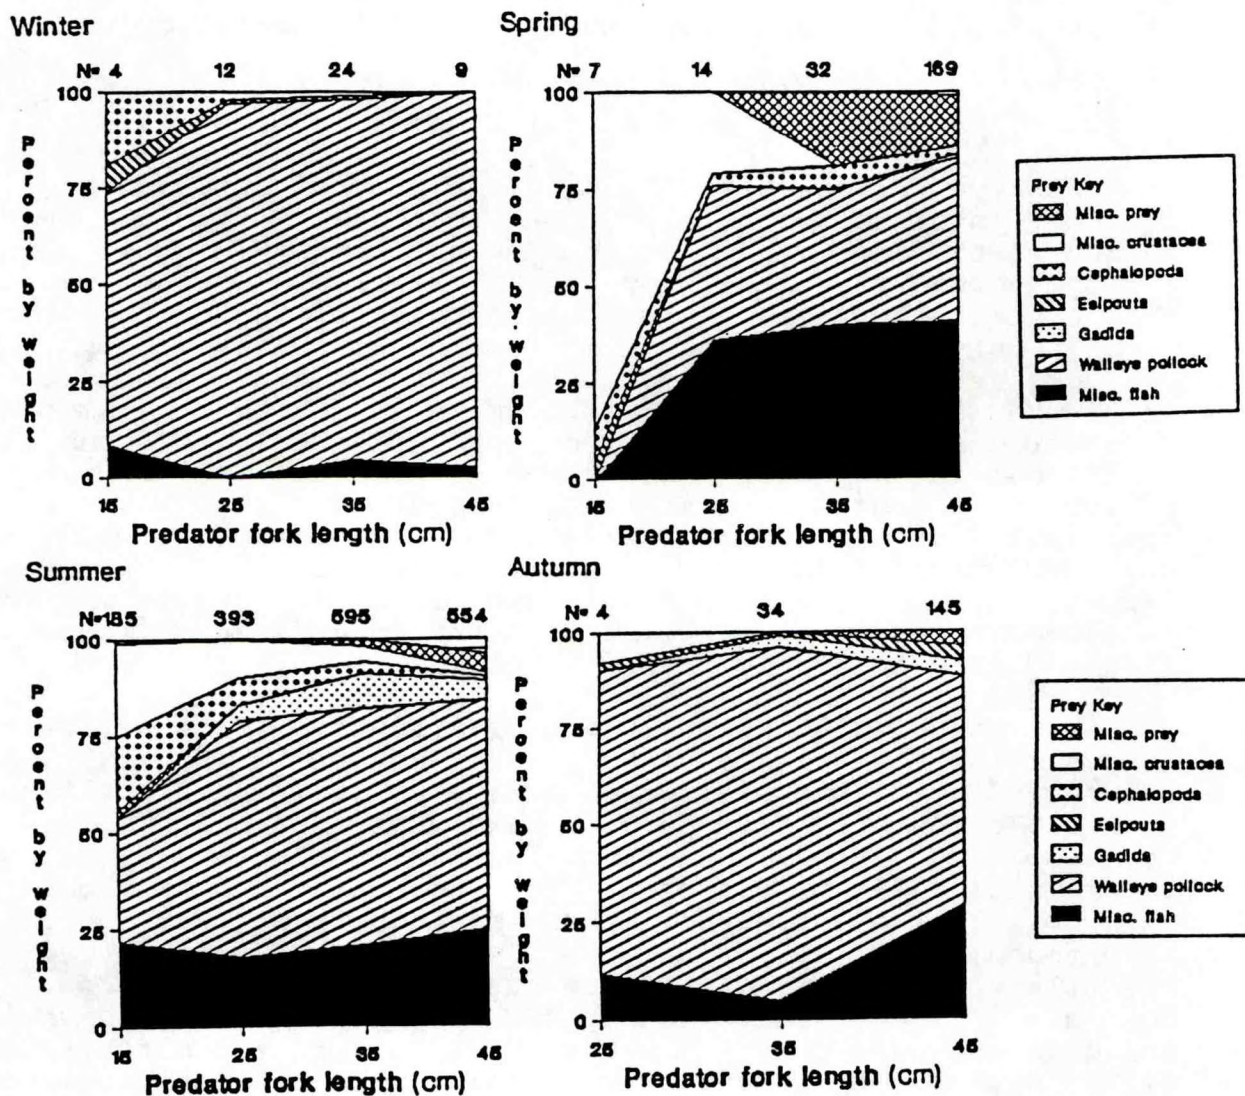 Winter
N= 4 12 24 9
100
75
50
25
0
Percent by weight
15 25 35 45
Predator fork length (cm)
Spring
N= 7 14 32 169
100
75
50
25
0
Percent by weight
15 25 35 45
Predator fork length (cm)
Prey Key
Misc. prey
Misc. crustacea
Cephalopoda
Eelpouts
Gadids
Walleye pollock
Misc. fish
Summer
N=185 393 595 554
100
75
50
25
0
Percent by weight
15 25 35 45
Predator fork length (cm)
Autumn
N= 4 34 145
100
75
50
25
0
Percent by weight
25 35 45
Predator fork length (cm)
Prey Key
Misc. prey
Misc. crustacea
Cephalopoda
Eelpouts
Gadids
Walleye pollock
Misc. fish